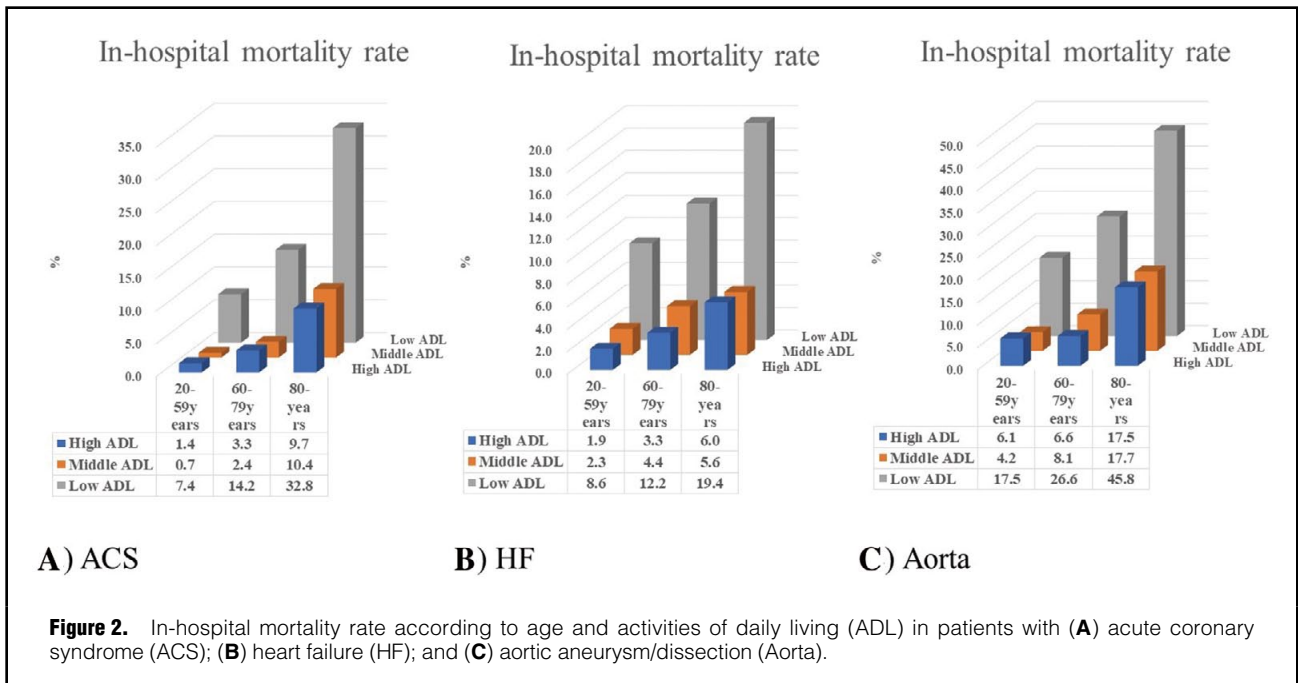 In-hospital mortality rate
35.0
30.0
25.0
20.0
15.0
10.0
5.0
0.0
%
Low ADL
Middle ADL
High ADL
20-
59y
ears
60-
79y
ears
80-
yea
rs
High ADL 1.4 3.3 9.7
Middle ADL 0.7 2.4 10.4
Low ADL 7.4 14.2 32.8
A) ACS
In-hospital mortality rate
20.0
18.0
16.0
14.0
12.0
10.0
8.0
6.0
4.0
2.0
0.0
%
Low ADL
Middle ADL
High ADL
20-
59y
ears
60-
79y
ears
80-
yea
rs
High ADL 1.9 3.3 6.0
Middle ADL 2.3 4.4 5.6
Low ADL 8.6 12.2 19.4
B) HF
In-hospital mortality rate
50.0
45.0
40.0
35.0
30.0
25.0
20.0
15.0
10.0
5.0
0.0
%
Low ADL
Middle ADL
High ADL
20-
59y
ears
60-
79y
ears
80-
yea
rs
High ADL 6.1 6.6 17.5
Middle ADL 4.2 8.1 17.7
Low ADL 17.5 26.6 45.8
C) Aorta
Figure 2. In-hospital mortality rate according to age and activities of daily living (ADL) in patients with (A) acute coronary
syndrome (ACS); (B) heart failure (HF); and (C) aortic aneurysm/dissection (Aorta).